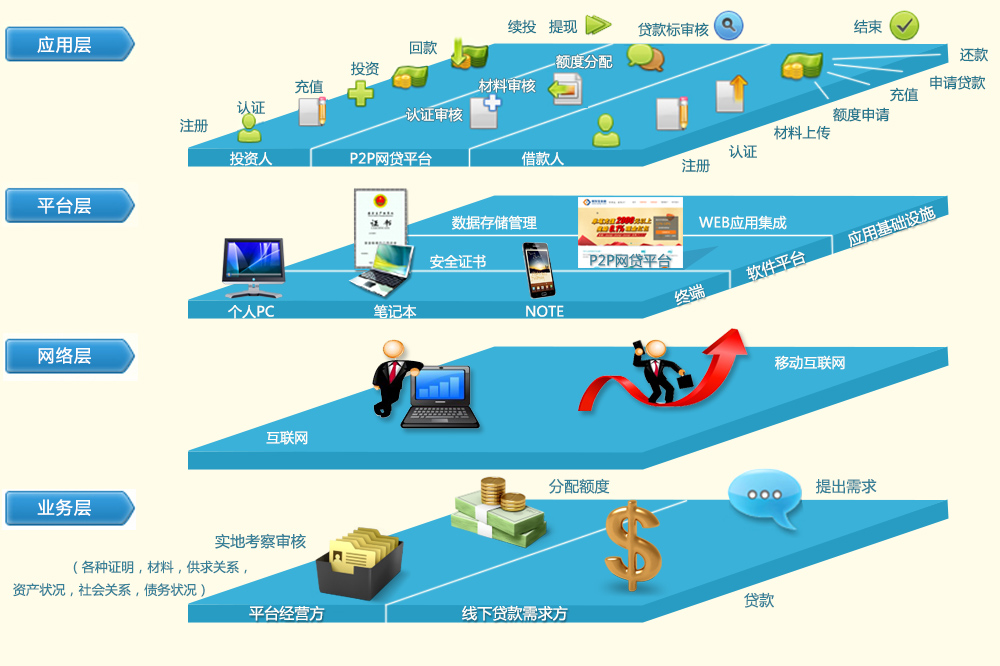 应用层
续投 提现
贷款标审核
结束
回款
还款
投资
额度分配
申请贷款
充值
材料审核
充值
认证
认证审核
额度申请
注册
材料上传
认证
注册
投资人
P2P网贷平台
借款人
平台层
数据存储管理
WEB应用集成
应用基础设施
证书
安全证书
P2P网贷平台
软件平台
终端
个人PC
笔记本
NOTE
网络层
移动互联网
互联网
业务层
分配额度
提出需求
实地考察审核
（各种证明，材料，供求关系，
资产状况，社会关系，债务状况）
贷款
平台经营方
线下贷款需求方